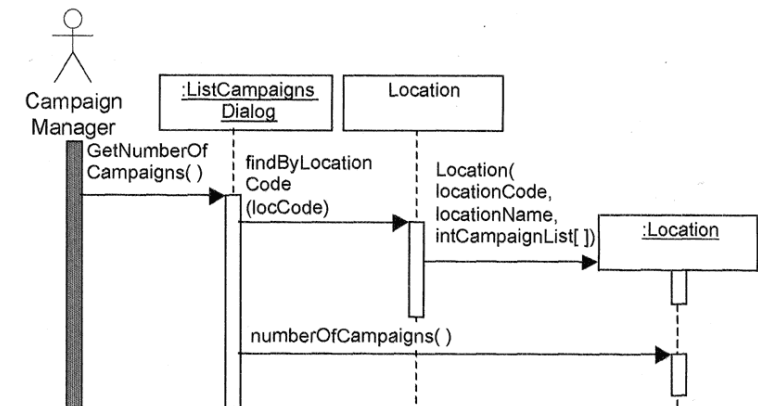 Campaign
Manager
:ListCampaigns
Dialog
Location
GetNumberOf
Campaigns( )
findByLocation
Code
(locCode)
Location(
locationCode,
locationName,
intCampaignList[ ])
:Location
numberOfCampaigns( )